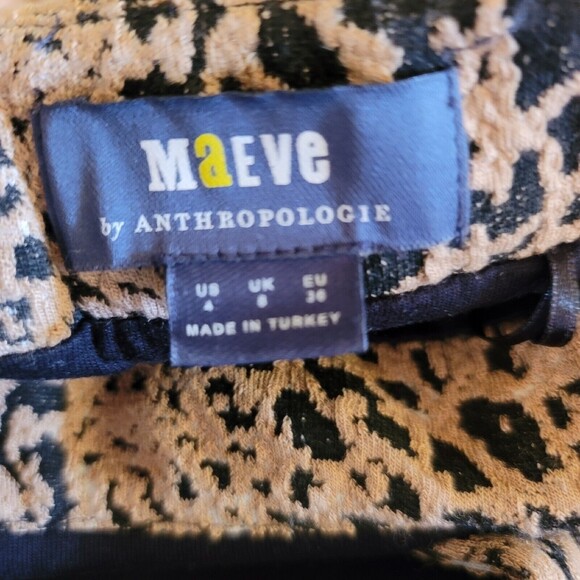 MaEVe
by ANTHROPOLOGIE
US UK EU
4 8 36
MADE IN TURKEY